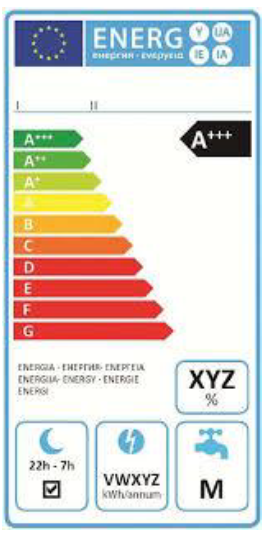 ENERG Y UA
енергия · ενεργεια IE IA
I II
A+++ A+++
A++
A+
A
B
C
D
E
F
G
ENERGIA · ЕНЕРГИЯ · ΕΝΕΡΓΕΙΑ
ENERGIJA · ENERGY · ENERGIE
ENERGI
XYZ
%
22h - 7h
VWXYZ
kWh/annum
M